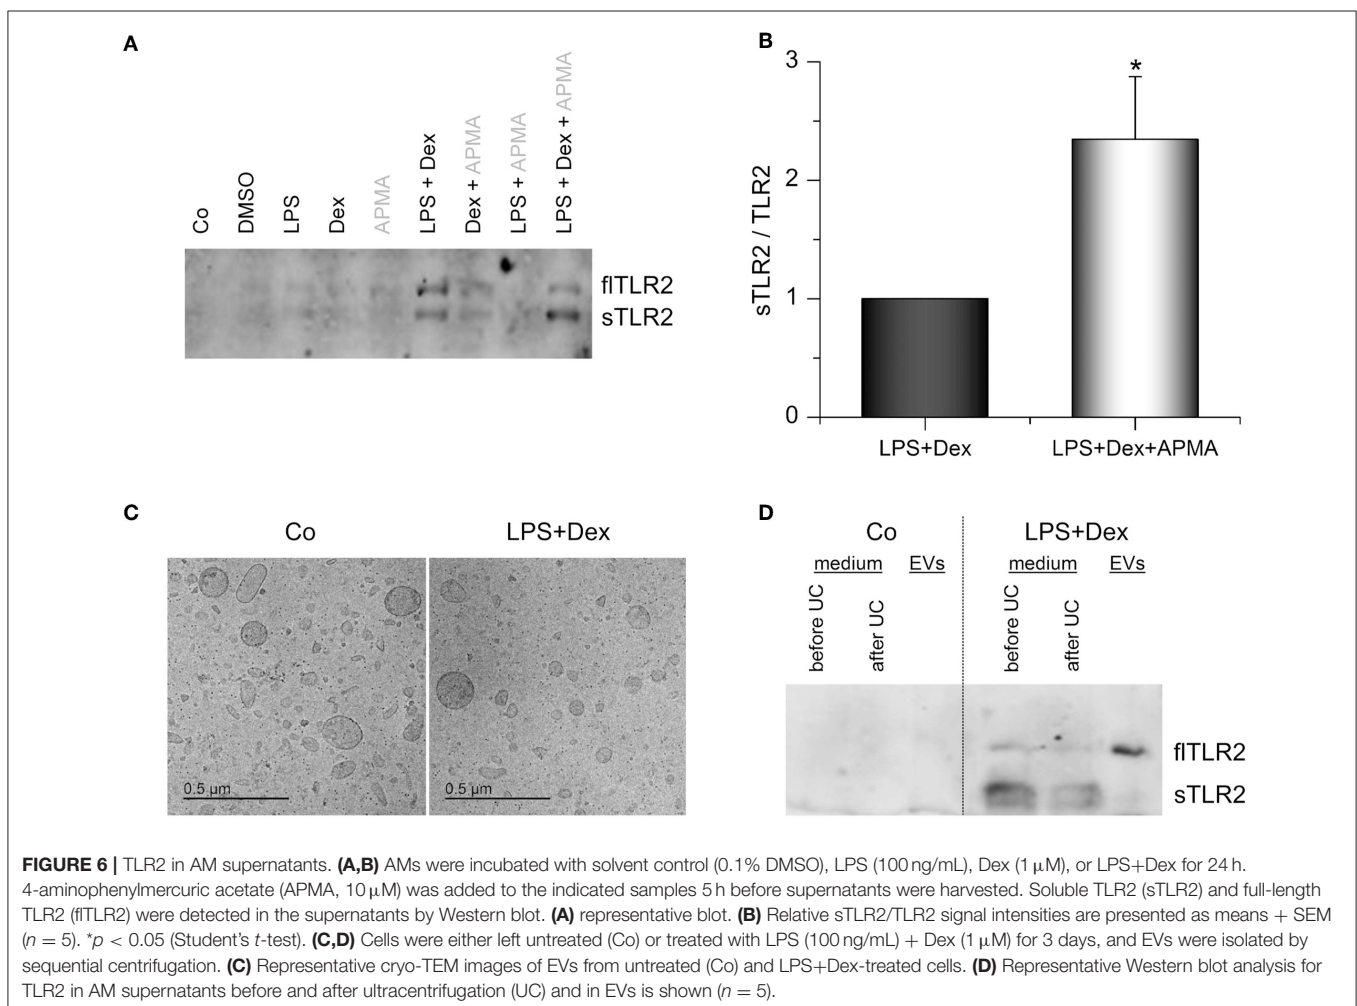 A
Co
DMSO
LPS
Dex
APMA
LPS + Dex
Dex + APMA
LPS + APMA
LPS + Dex + APMA
flTLR2
sTLR2
B
sTLR2 / TLR2
3
2
1
0
*
LPS+Dex
LPS+Dex+APMA
C
Co
LPS+Dex
0.5 µm
0.5 µm
D
Co
LPS+Dex
medium
EVs
medium
EVs
before UC
after UC
before UC
after UC
flTLR2
sTLR2
FIGURE 6 | TLR2 in AM supernatants. (A,B) AMs were incubated with solvent control (0.1% DMSO), LPS (100 ng/mL), Dex (1 µM), or LPS+Dex for 24 h.
4-aminophenylmercuric acetate (APMA, 10 µM) was added to the indicated samples 5 h before supernatants were harvested. Soluble TLR2 (sTLR2) and full-length
TLR2 (flTLR2) were detected in the supernatants by Western blot. (A) representative blot. (B) Relative sTLR2/TLR2 signal intensities are presented as means + SEM
(n = 5). *p < 0.05 (Student's t-test). (C,D) Cells were either left untreated (Co) or treated with LPS (100 ng/mL) + Dex (1 µM) for 3 days, and EVs were isolated by
sequential centrifugation. (C) Representative cryo-TEM images of EVs from untreated (Co) and LPS+Dex-treated cells. (D) Representative Western blot analysis for
TLR2 in AM supernatants before and after ultracentrifugation (UC) and in EVs is shown (n = 5).